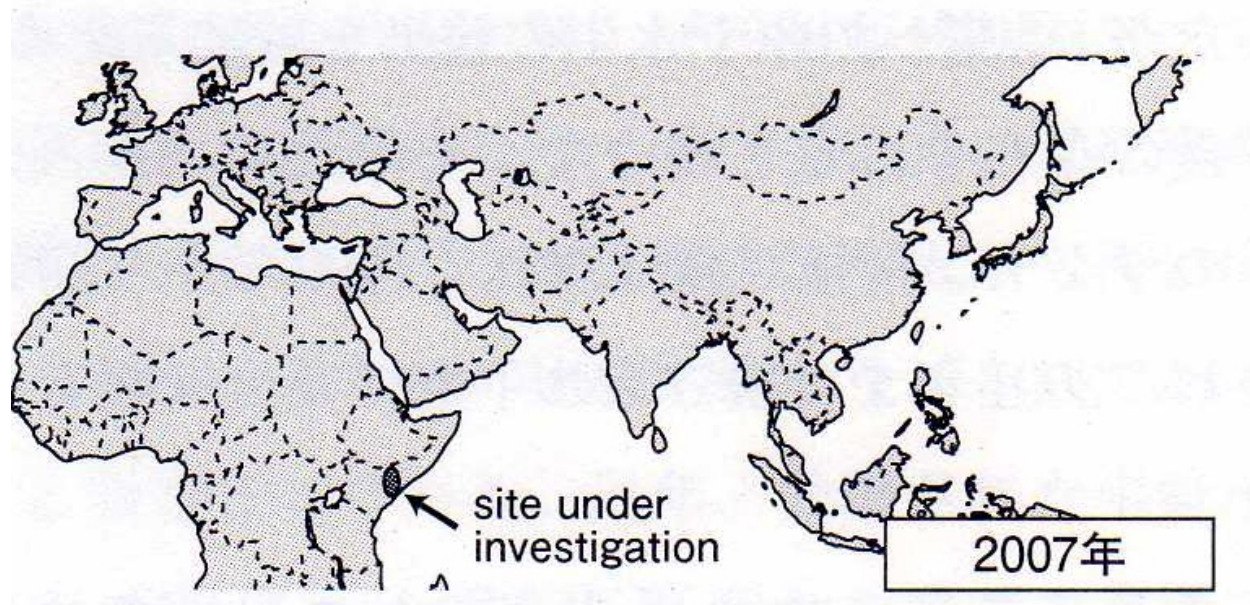 site under
investigation
2007年